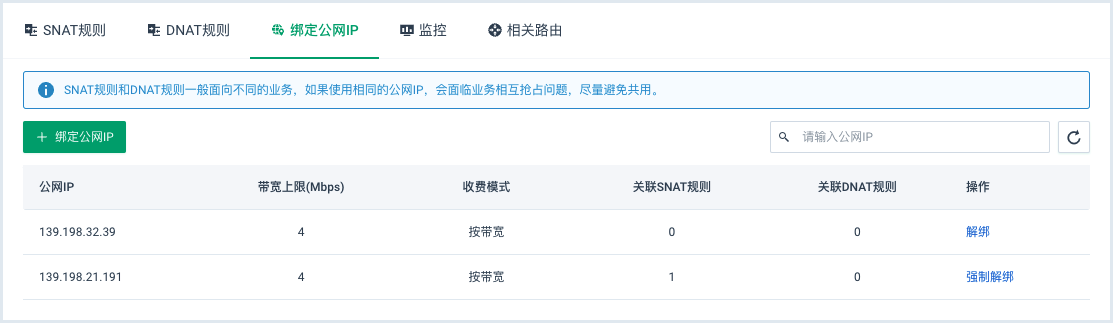 SNAT规则 DNAT规则 绑定公网IP 监控 相关路由
SNAT规则和DNAT规则一般面向不同的业务，如果使用相同的公网IP，会面临业务相互抢占问题，尽量避免共用。
+ 绑定公网IP 请输入公网IP
公网IP 带宽上限(Mbps) 收费模式 关联SNAT规则 关联DNAT规则 操作
139.198.32.39 4 按带宽 0 0 解绑
139.198.21.191 4 按带宽 1 0 强制解绑